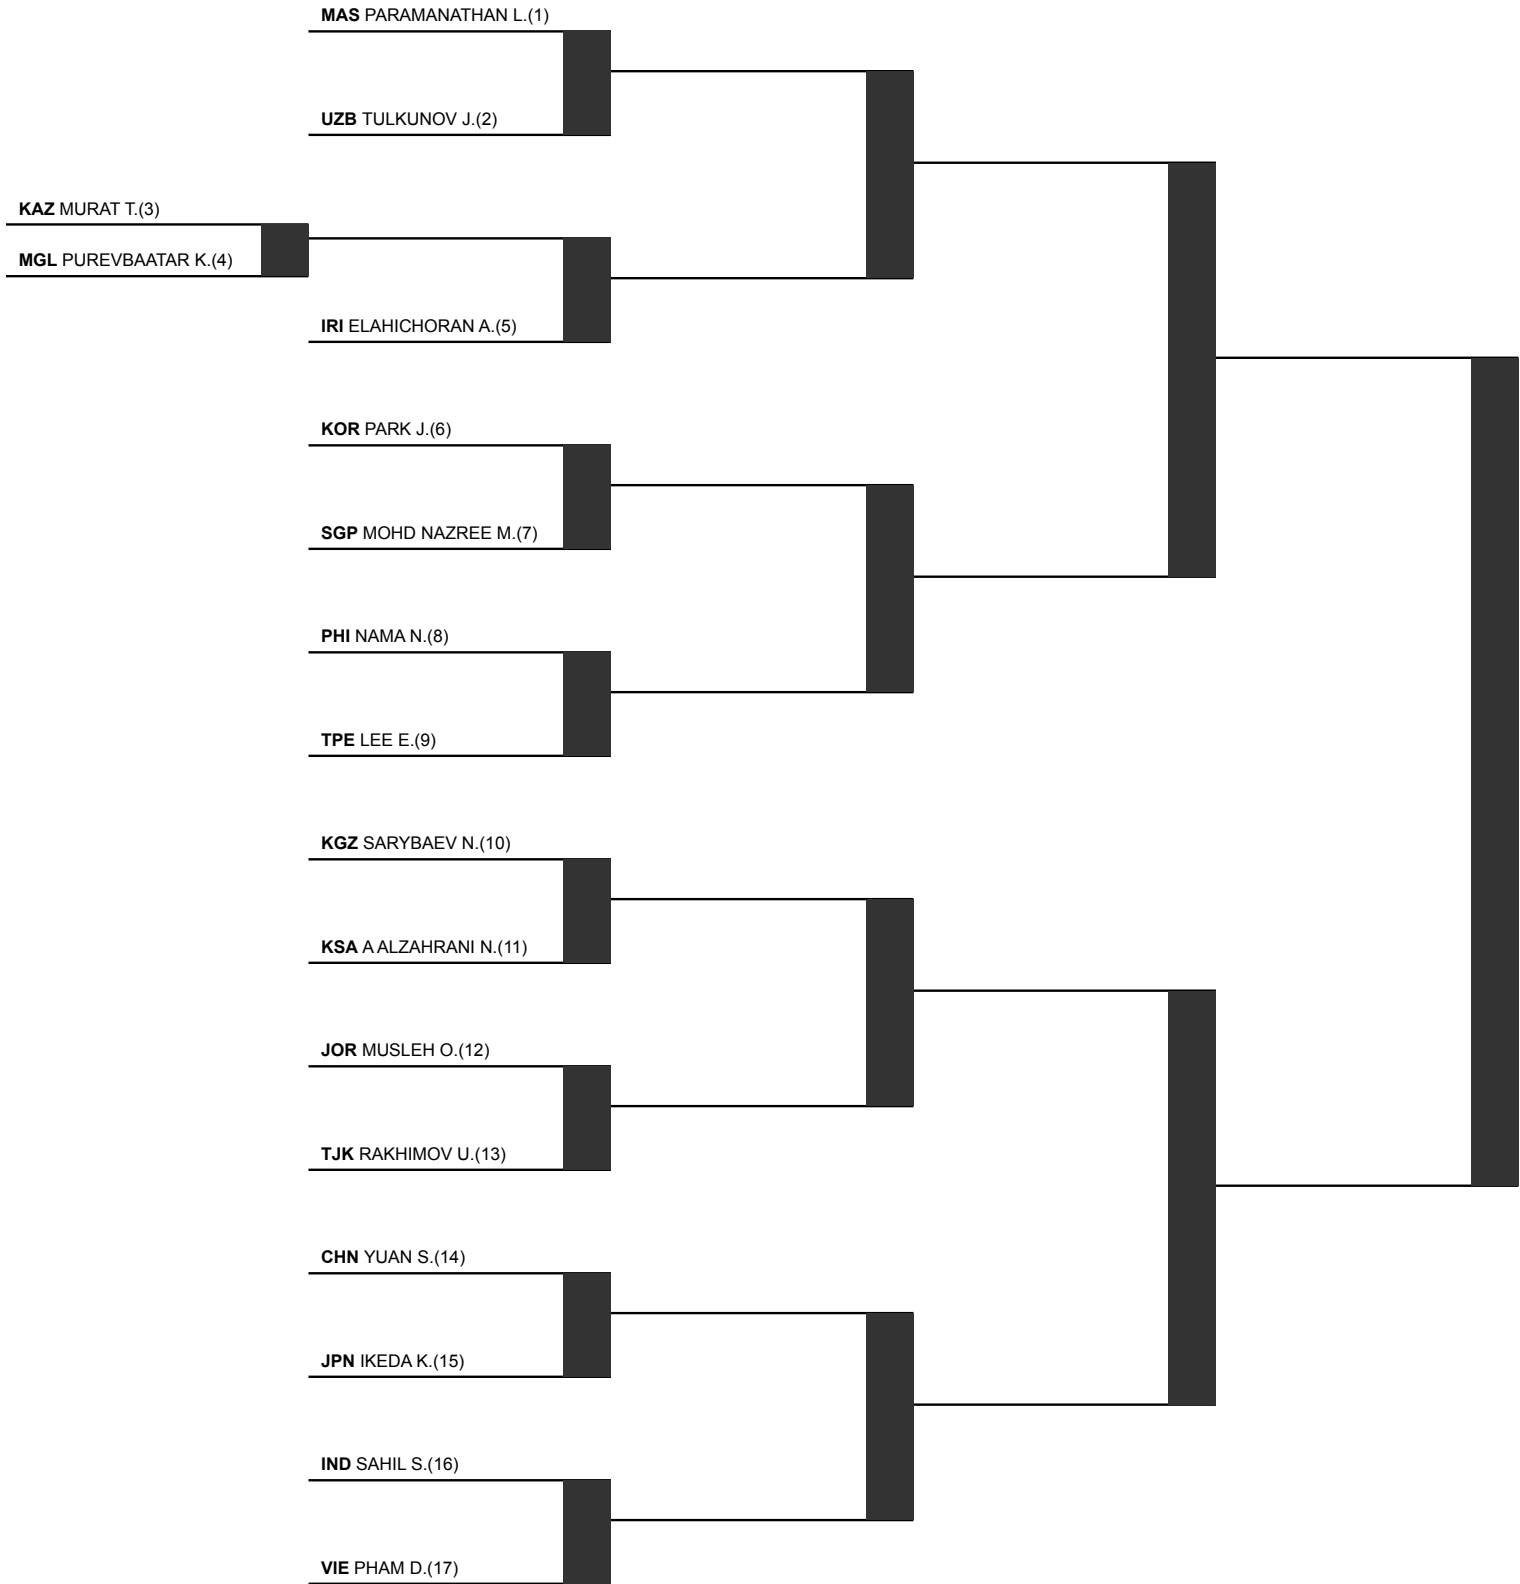 MAS PARAMANATHAN L.(1)
UZB TULKUNOV J.(2)
KAZ MURAT T.(3)
MGL PUREVBAATAR K.(4)
IRI ELAHICHORAN A.(5)
KOR PARK J.(6)
SGP MOHD NAZREE M.(7)
PHI NAMA N.(8)
TPE LEE E.(9)
KGZ SARYBAEV N.(10)
KSA A ALZAHRANI N.(11)
JOR MUSLEH O.(12)
TJK RAKHIMOV U.(13)
CHN YUAN S.(14)
JPN IKEDA K.(15)
IND SAHIL S.(16)
VIE PHAM D.(17)